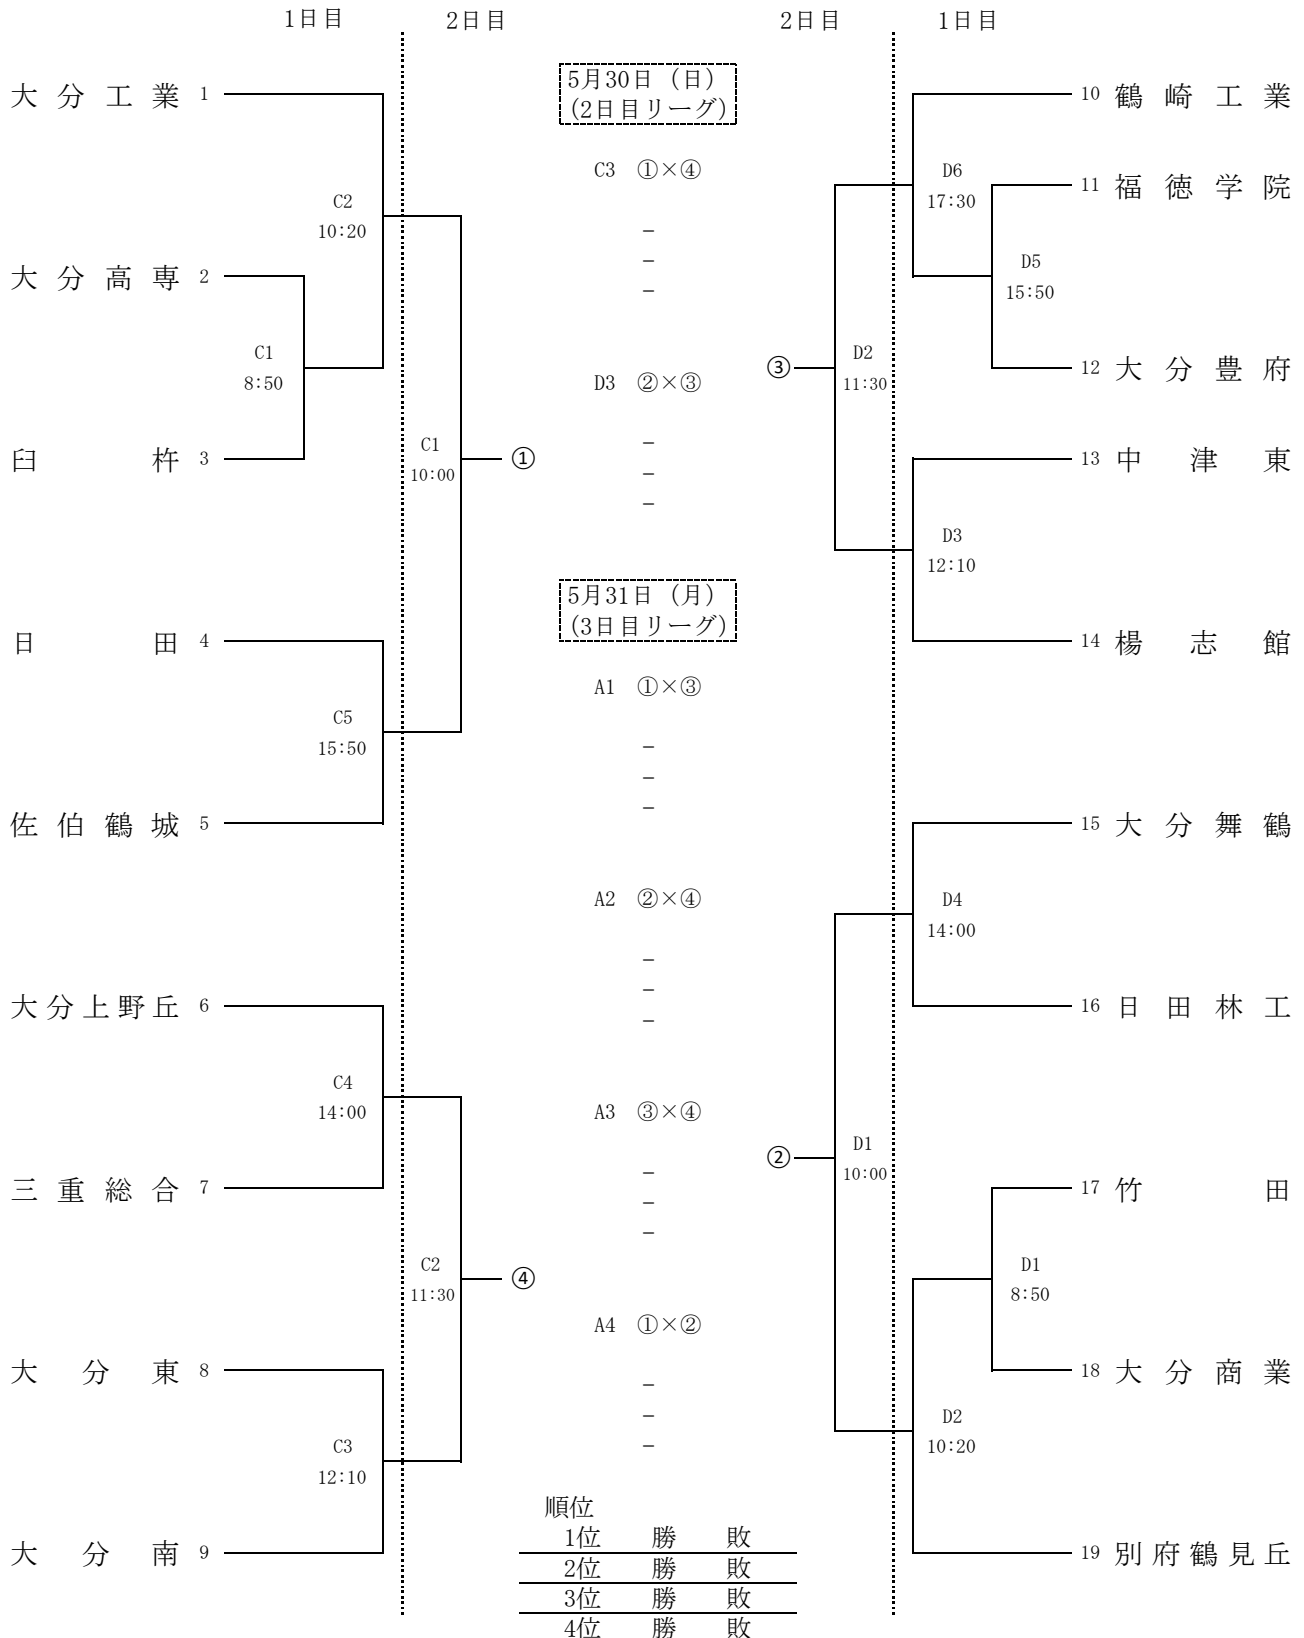 1日目
2日目
2日目
1日目
大分工業 1
C2
10:20
大分高専 2
C1
8:50
臼杵 3
C1
10:00
①
日田 4
C5
15:50
佐伯鶴城 5
大分上野丘 6
C4
14:00
三重総合 7
C2
11:30
④
大分東 8
C3
12:10
大分南 9
5月30日（日）
(2日目リーグ)
C3 ①×④
－
－
－
D3 ②×③
－
－
－
5月31日（月）
(3日目リーグ)
A1 ①×③
－
－
－
A2 ②×④
－
－
－
A3 ③×④
－
－
－
A4 ①×②
－
－
－
順位
1位 勝 敗
2位 勝 敗
3位 勝 敗
4位 勝 敗
10 鶴崎工業
D6
17:30
11 福徳学院
D5
15:50
12 大分豊府
③
D2
11:30
13 中津東
D3
12:10
14 楊志館
15 大分舞鶴
D4
14:00
16 日田林工
②
D1
10:00
17 竹田
D1
8:50
18 大分商業
D2
10:20
19 別府鶴見丘